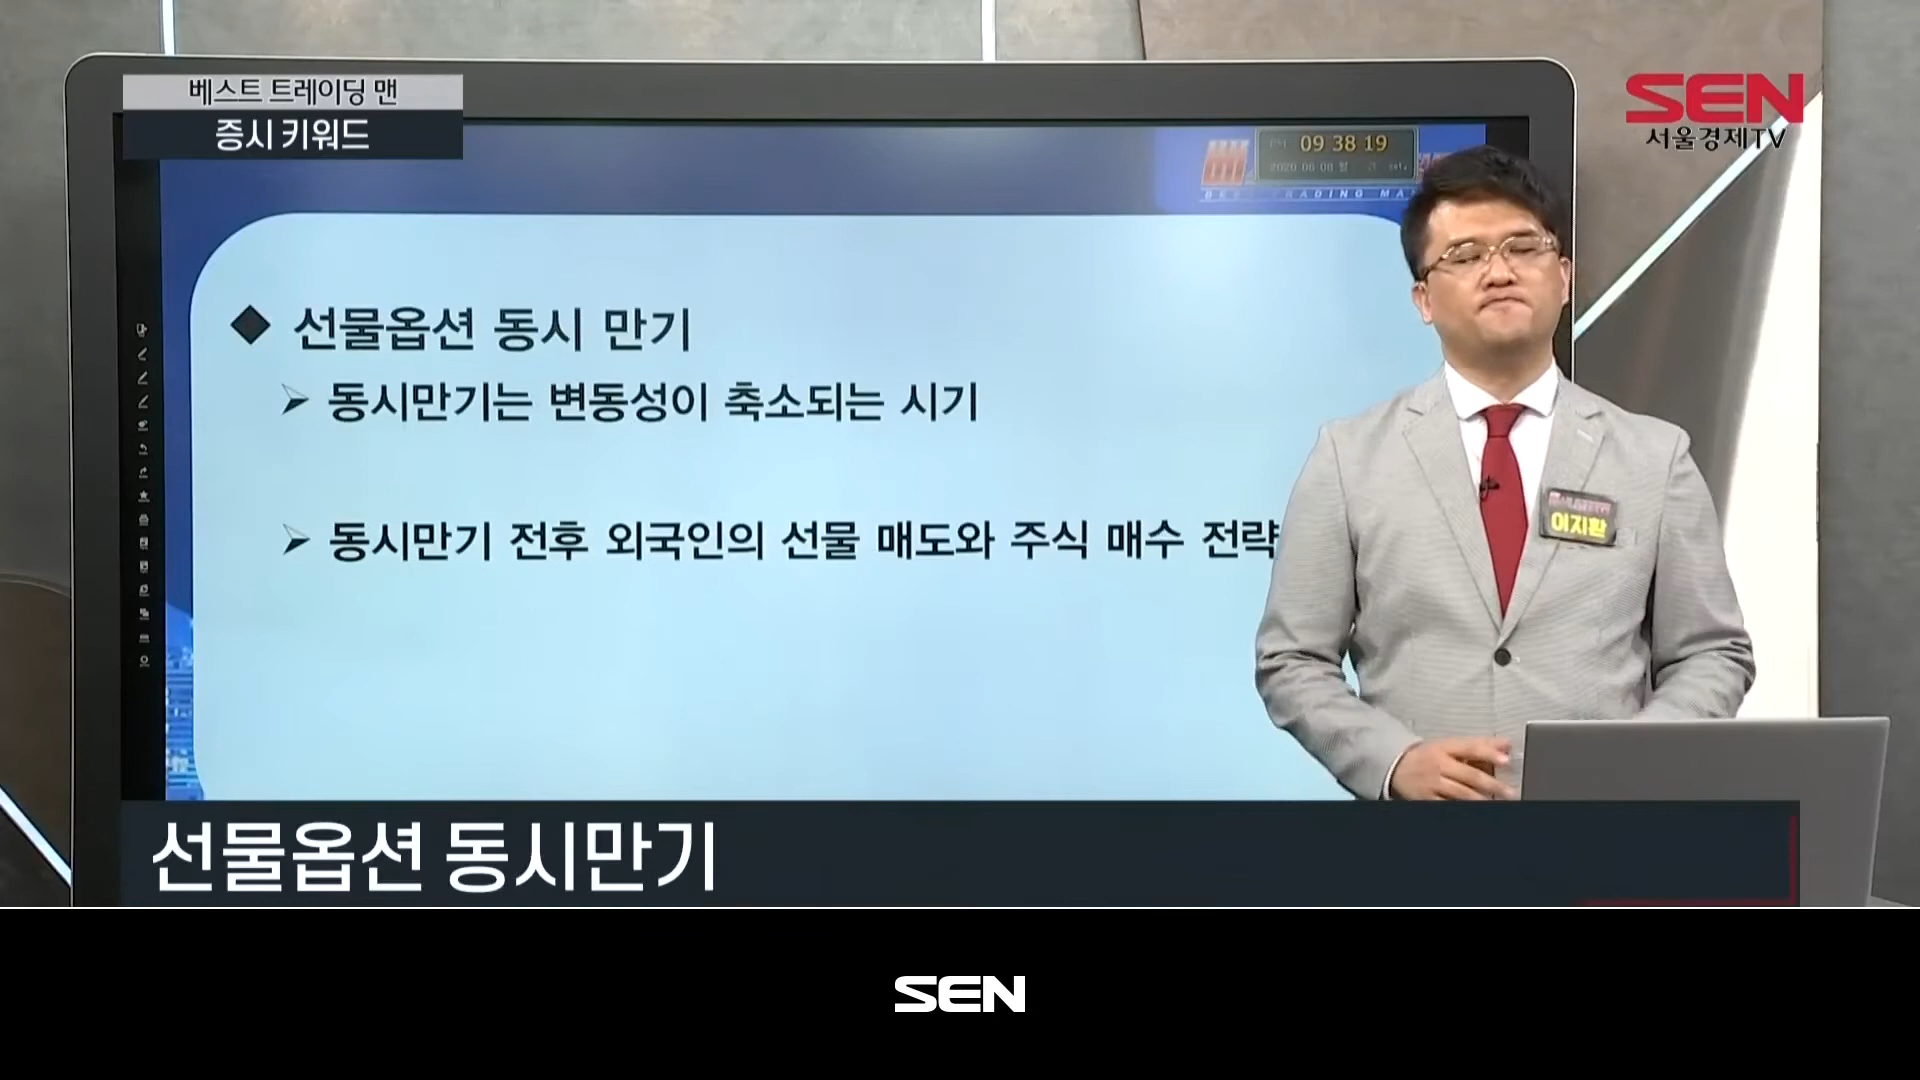 베스트 트레이딩 맨
증시 키워드
SEN
서울경제TV
09 38 19
◆ 선물옵션 동시 만기
➢ 동시만기는 변동성이 축소되는 시기
➢ 동시만기 전후 외국인의 선물 매도와 주식 매수 전략
이지환
선물옵션 동시만기
SEN